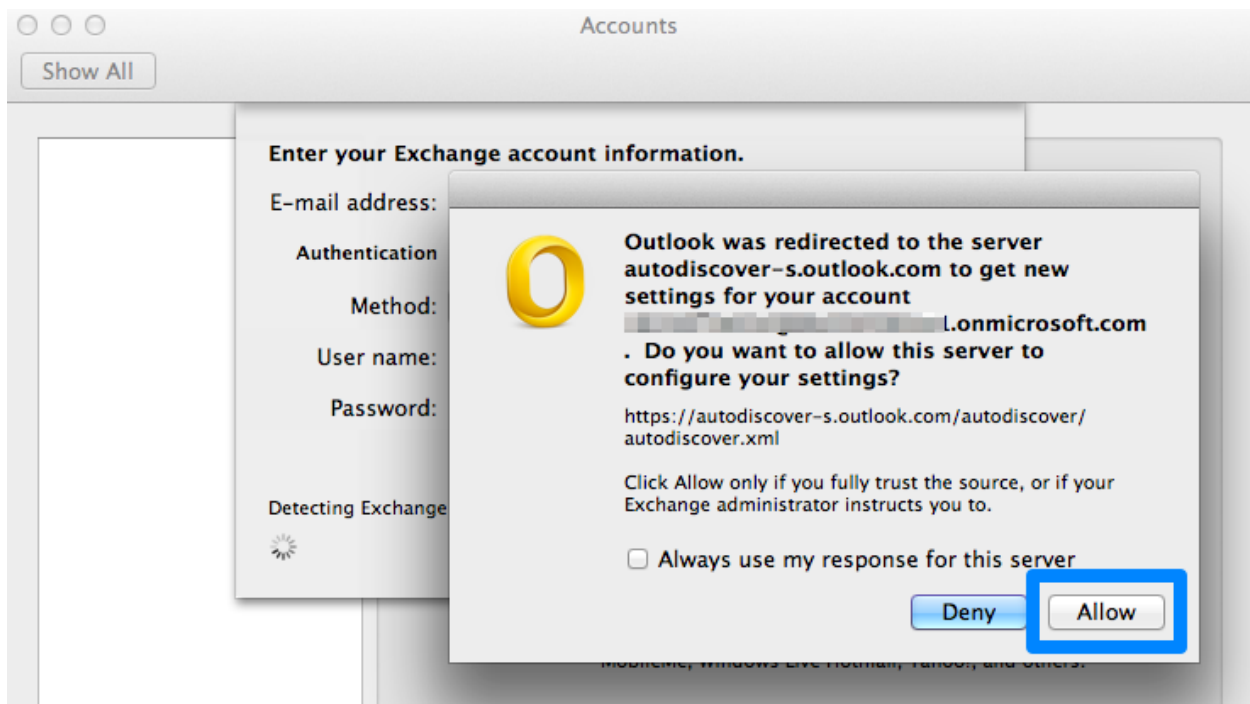 Accounts
Show All
Enter your Exchange account information.
E-mail address:
Authentication
Method:
User name:
Password:
Detecting Exchange
Outlook was redirected to the server
autodiscover-s.outlook.com to get new
settings for your account
.onmicrosoft.com
. Do you want to allow this server to
configure your settings?
https://autodiscover-s.outlook.com/autodiscover/
autodiscover.xml
Click Allow only if you fully trust the source, or if your
Exchange administrator instructs you to.
Always use my response for this server
Deny
Allow
MobileMe, Windows Live Hotmail, Yahoo!, and others.